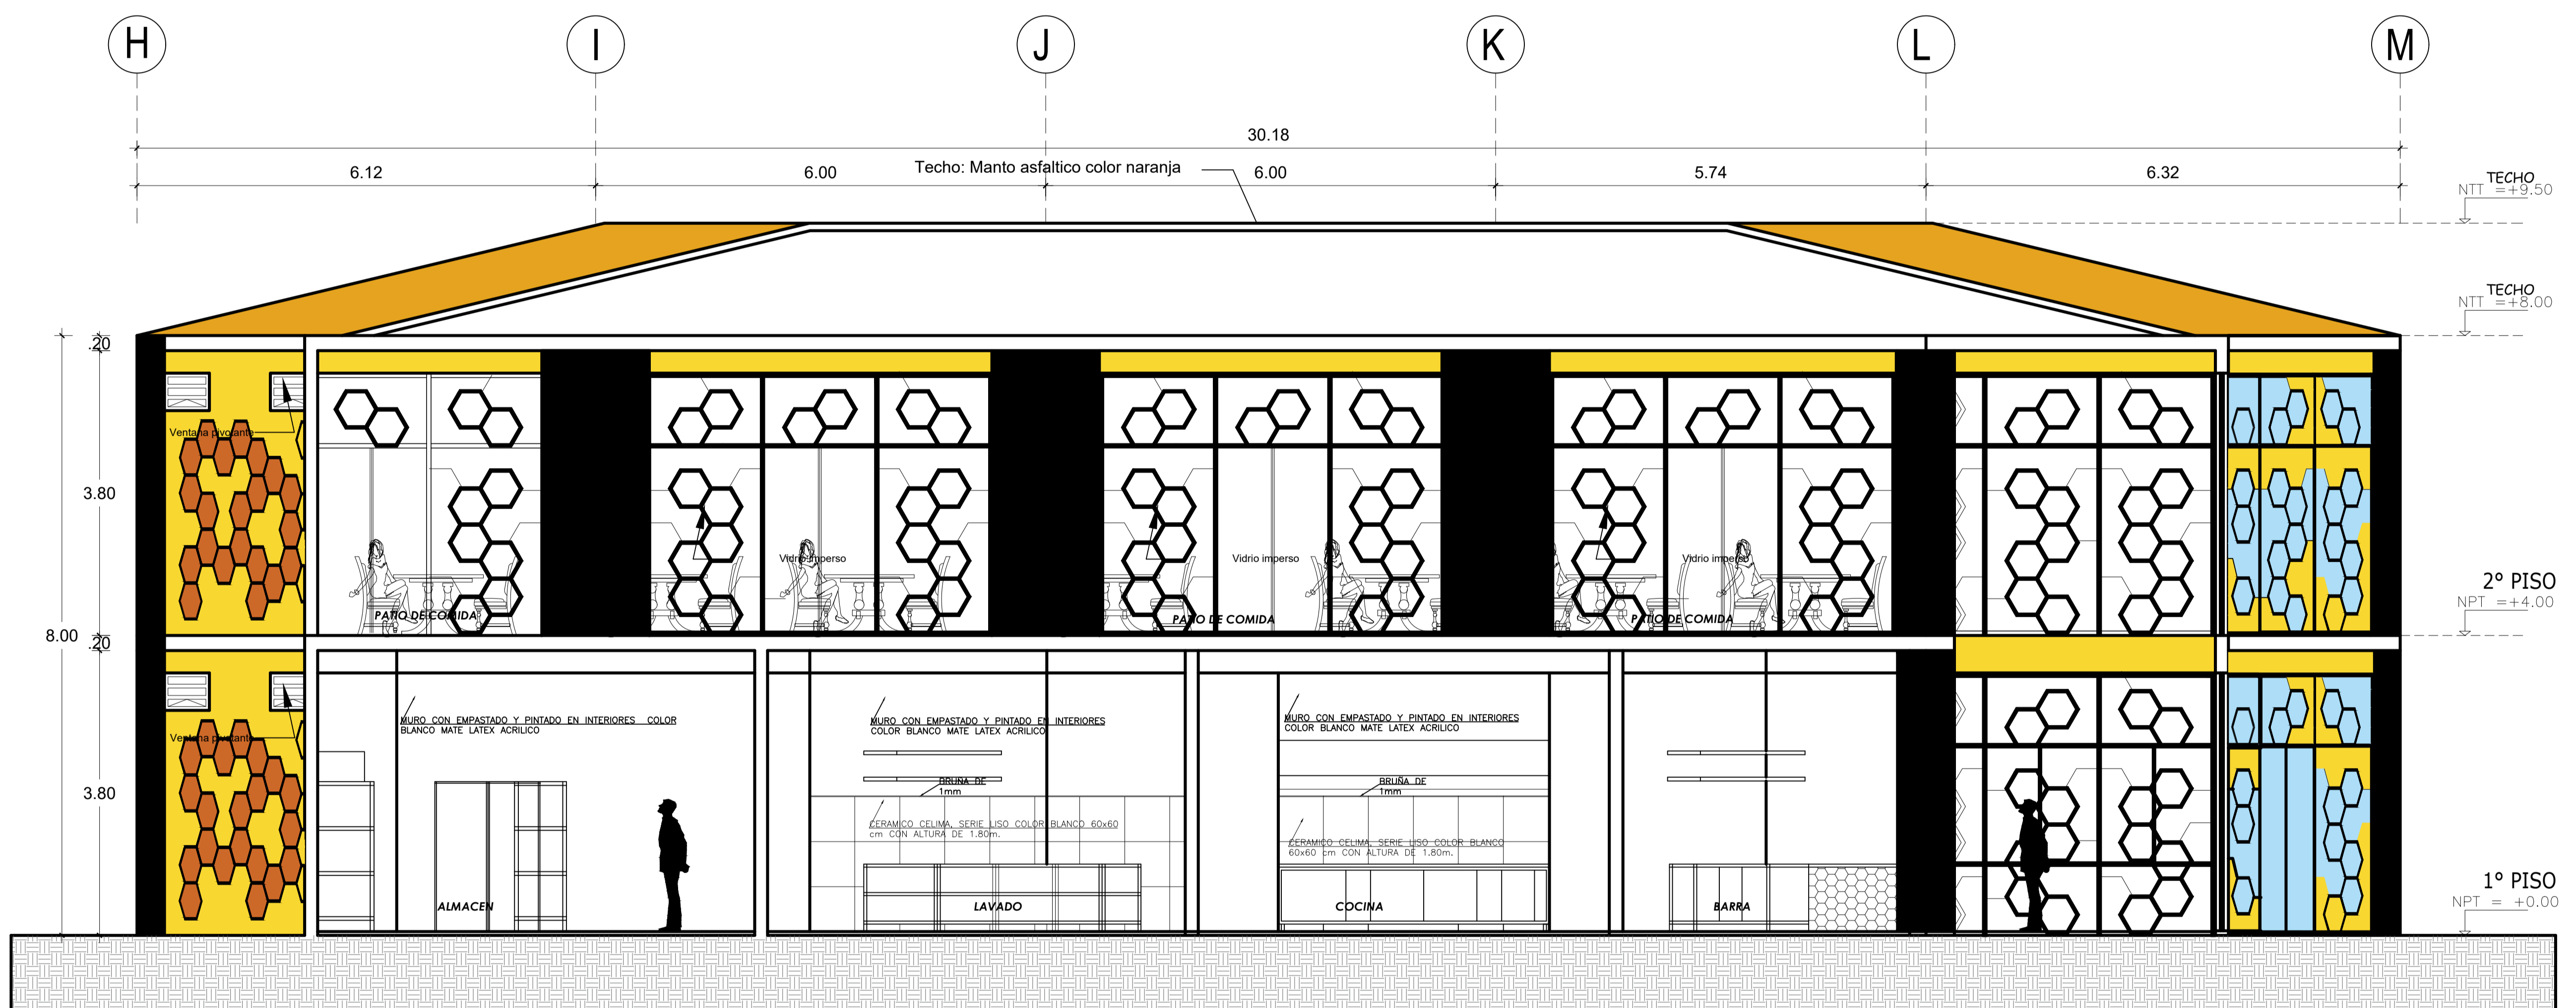 H I J K L M
30.18
6.12 6.00 Techo: Manto asfaltico color naranja 6.00 5.74 6.32
TECHO
NTT =+9.50
TECHO
NTT =+8.00
.20
Ventana pivotante
3.80
Vidrio imperso Vidrio imperso Vidrio imperso
2º PISO
NPT =+4.00
PATIO DE COMIDA PATIO DE COMIDA PATIO DE COMIDA
8.00
.20
Ventana pivotante
MURO CON EMPASTADO Y PINTADO EN INTERIORES COLOR
BLANCO MATE LATEX ACRILICO
MURO CON EMPASTADO Y PINTADO EN INTERIORES
COLOR BLANCO MATE LATEX ACRILICO
MURO CON EMPASTADO Y PINTADO EN INTERIORES
COLOR BLANCO MATE LATEX ACRILICO
3.80
BRUÑA DE
1mm
BRUÑA DE
1mm
CERAMICO CELIMA, SERIE LISO COLOR BLANCO 60x60
cm CON ALTURA DE 1.80m.
CERAMICO CELIMA, SERIE LISO COLOR BLANCO
60x60 cm CON ALTURA DE 1.80m.
1º PISO
NPT = +0.00
ALMACEN LAVADO COCINA BARRA